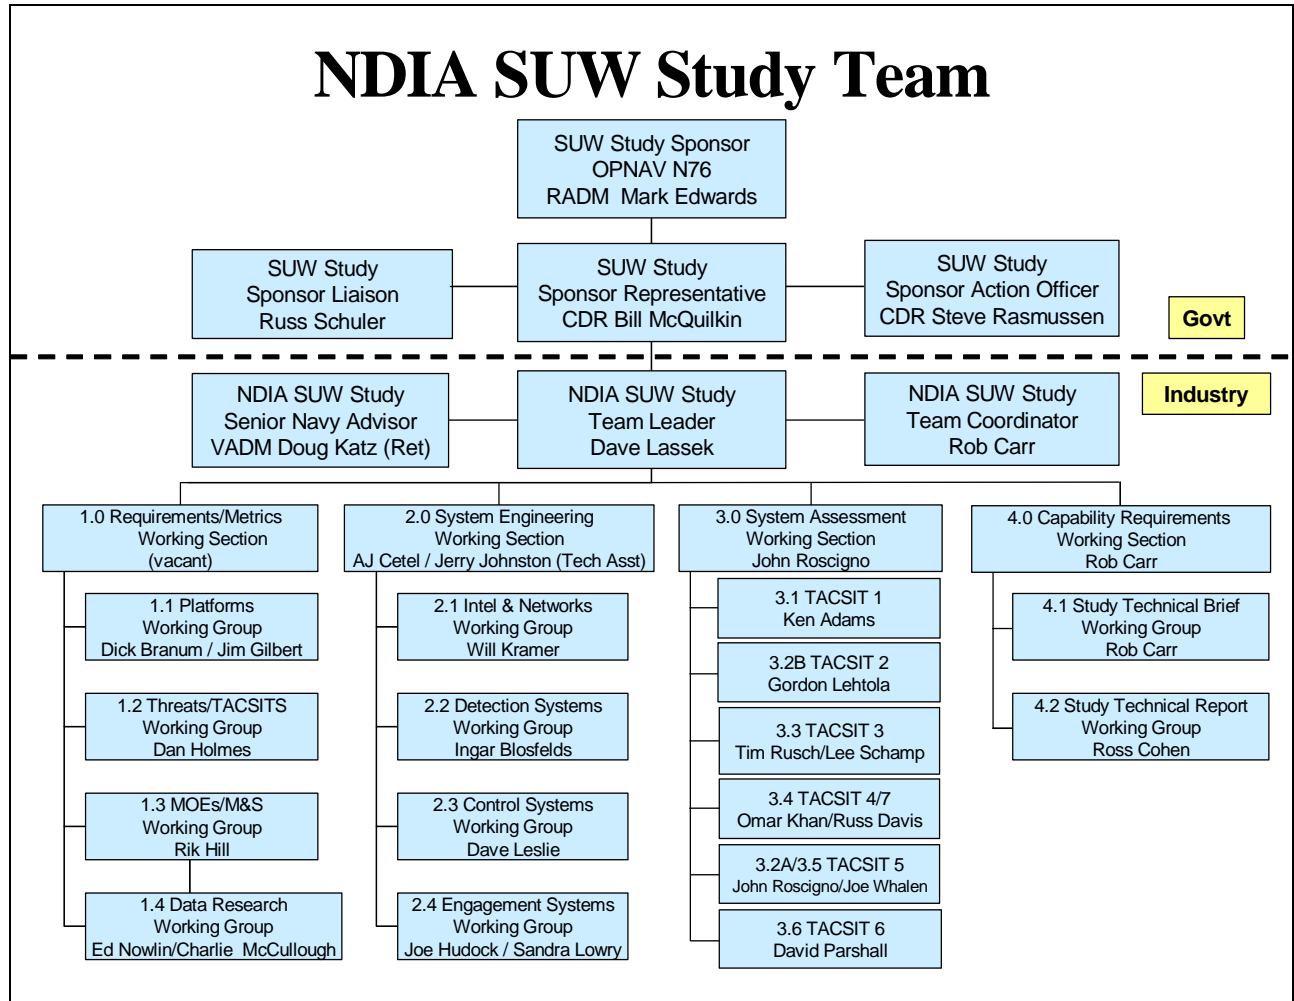 NDIA SUW Study Team
SUW Study Sponsor
OPNAV N76
RADM  Mark Edwards
SUW Study
Sponsor Liaison
Russ Schuler
SUW Study
Sponsor Representative
CDR Bill McQuilkin
SUW Study
Sponsor Action Officer
CDR Steve Rasmussen
Govt
NDIA SUW Study
Senior Navy Advisor
VADM Doug Katz (Ret)
NDIA SUW Study
Team Leader
Dave Lassek
NDIA SUW Study
Team Coordinator
Rob Carr
Industry
1.0 Requirements/Metrics
Working Section
(vacant)
1.1 Platforms
Working Group
Dick Branum / Jim Gilbert
1.2 Threats/TACSITS
Working Group
Dan Holmes
1.3 MOEs/M&S
Working Group
Rik Hill
1.4 Data Research
Working Group
Ed Nowlin/Charlie  McCullough
2.0 System Engineering
Working Section
AJ Cetel / Jerry Johnston (Tech Asst)
2.1 Intel & Networks
Working Group
Will Kramer
2.2 Detection Systems
Working Group
Ingar Blosfelds
2.3 Control Systems
Working Group
Dave Leslie
2.4 Engagement Systems
Working Group
Joe Hudock / Sandra Lowry
3.0 System Assessment
Working Section
John Roscigno
3.1 TACSIT 1
Ken Adams
3.2B TACSIT 2
Gordon Lehtola
3.3 TACSIT 3
Tim Rusch/Lee Schamp
3.4 TACSIT 4/7
Omar Khan/Russ Davis
3.2A/3.5 TACSIT 5
John Roscigno/Joe Whalen
3.6 TACSIT 6
David Parshall
4.0 Capability Requirements
Working Section
Rob Carr
4.1 Study Technical Brief
Working Group
Rob Carr
4.2 Study Technical Report
Working Group
Ross Cohen